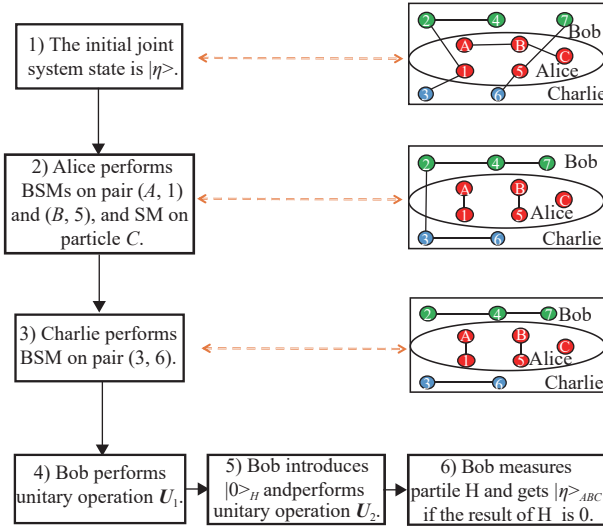 1) The initial joint
system state is |η>.
2 4 7
Bob
A B C
1 5
Alice
3 6
Charlie
2) Alice performs
BSMs on pair (A, 1)
and (B, 5), and SM on
particle C.
2 4 7 Bob
A B C
1 5 Alice
3 6 Charlie
3) Charlie performs
BSM on pair (3, 6).
2 4 7 Bob
A B C
1 5 Alice
3 6 Charlie
4) Bob performs
unitary operation U₁.
5) Bob introduces
|0>H andperforms
unitary operation U₂.
6) Bob measures
partile H and gets |η>ABC
if the result of H is 0.